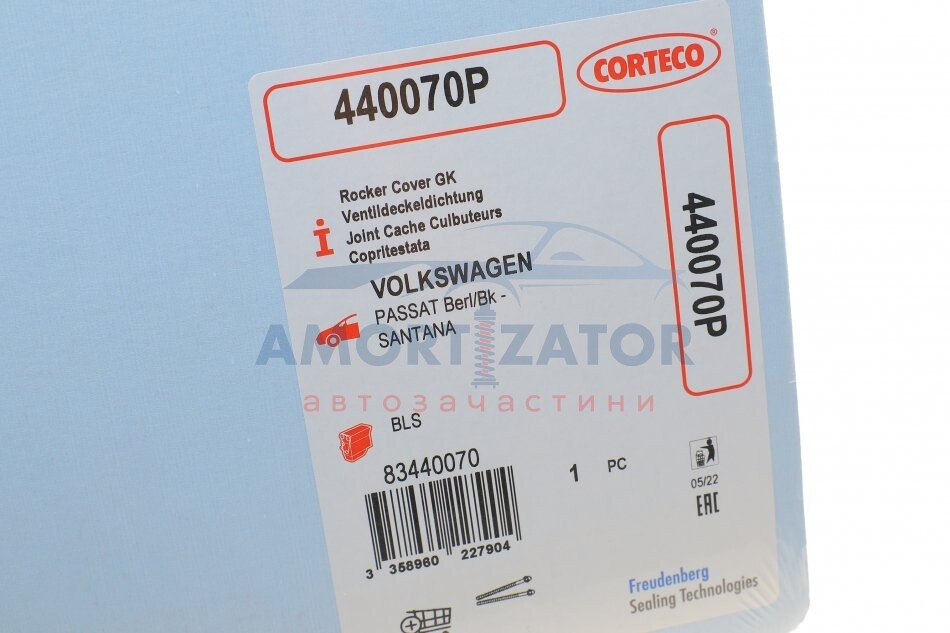 440070P
CORTECO®
Rocker Cover GK
Ventildeckeldichtung
Joint Cache Culbuteurs
Copritestata
i
VOLKSWAGEN
PASSAT Berl/Bk -
SANTANA
440070P
AMORTIZATOR
автозачастини
BLS
83440070
1 PC
05/22
EAC
3 358960 227904
Freudenberg
Sealing Technologies